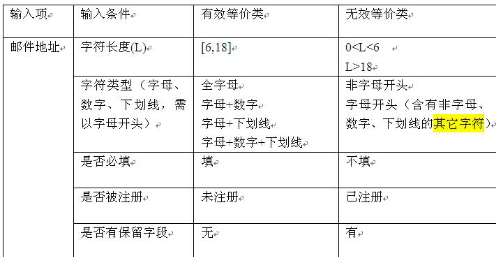 输入项 输入条件 有效等价类 无效等价类
邮件地址 字符长度(L) [6,18] 0<L<6
L>18
字符类型(字母、 全字母 非字母开头
数字、下划线,需 字母+数字 字母开头(含有非字母、
以字母开头) 字母+下划线 数字、下划线的其它字符)
字母+数字+下划线
是否必填 填 不填
是否被注册 未注册 已注册
是否有保留字段 无 有